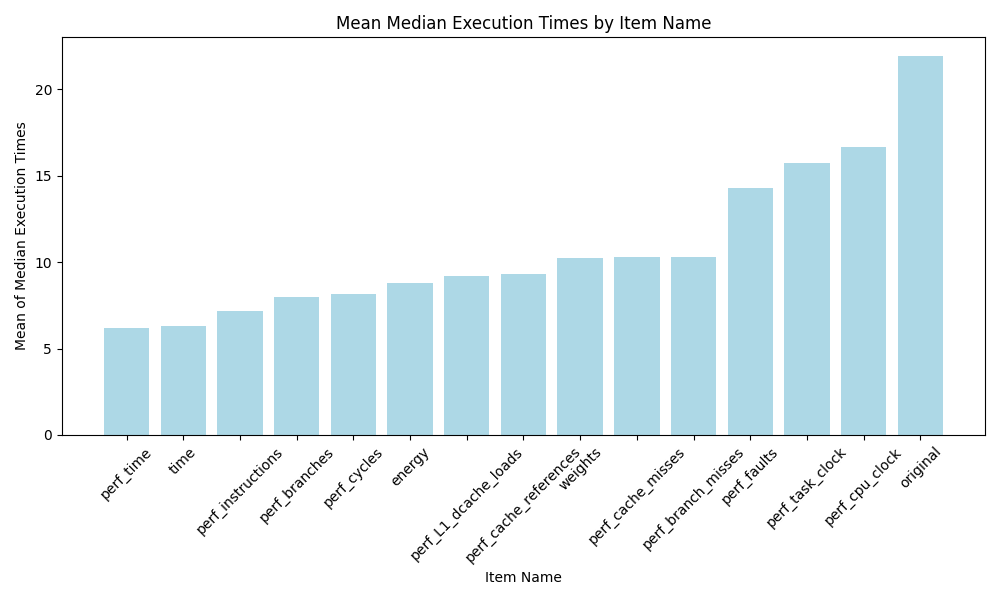 Mean Median Execution Times by Item Name
Mean of Median Execution Times
20
15
10
5
0
perf_time
time
perf_instructions
perf_branches
perf_cycles
energy
perf_L1_dcache_loads
perf_cache_references
weights
perf_cache_misses
perf_branch_misses
perf_faults
perf_task_clock
perf_cpu_clock
original
Item Name